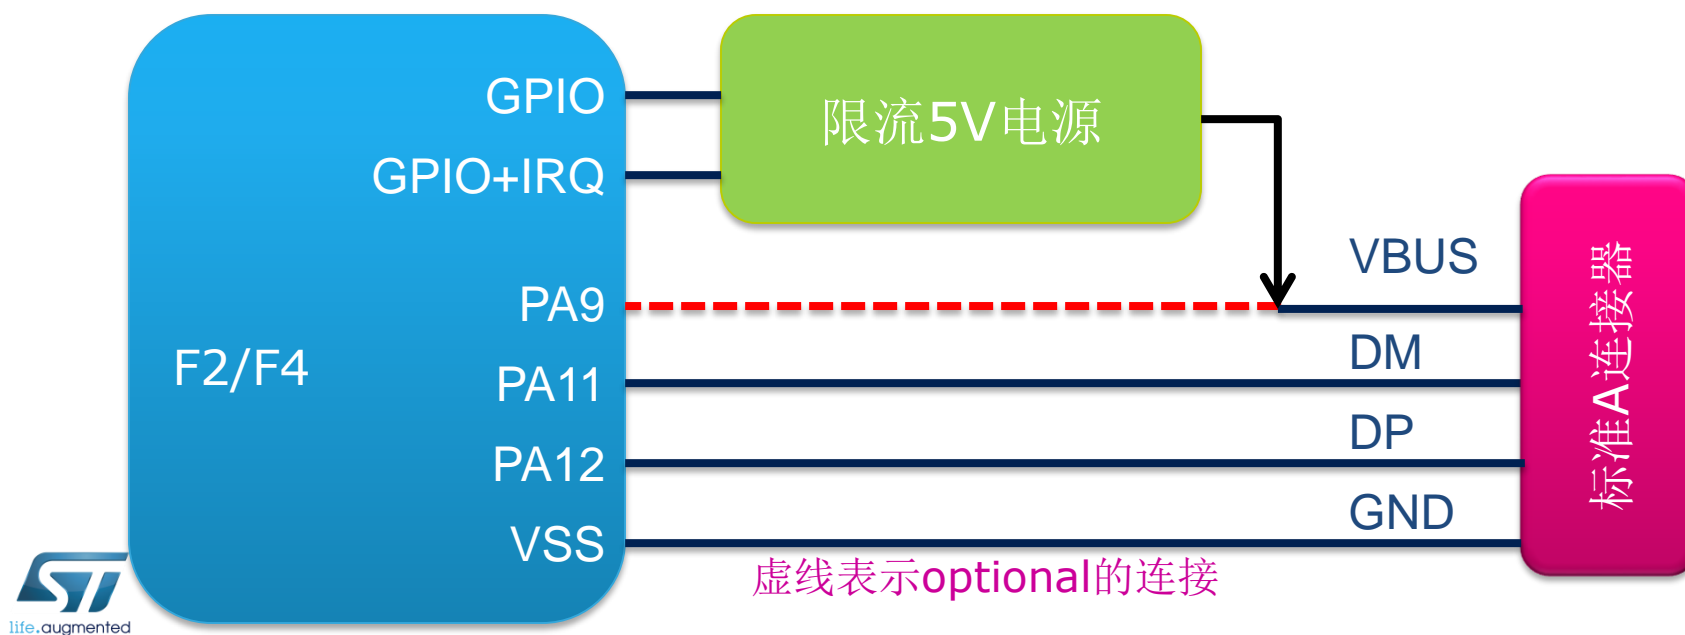 GPIO
限流5V电源
GPIO+IRQ
VBUS
PA9
DM
F2/F4
PA11
DP
PA12
GND
VSS
虚线表示optional的连接
标准A连接器
ST
life.augmented